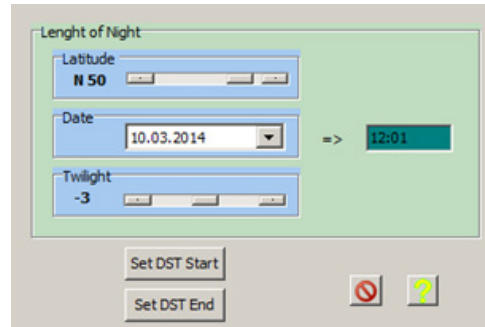 Lenght of Night
Latitude
N 50
Date
10.03.2014
=> 12:01
Twilight
-3
Set DST Start
Set DST End
?